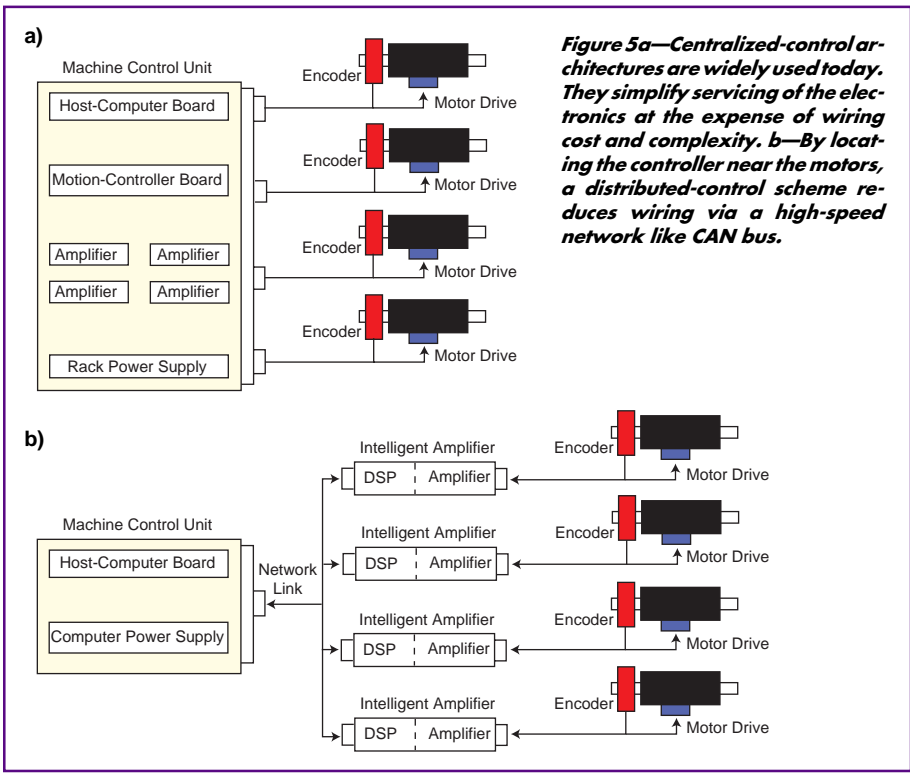 a)
Machine Control Unit
Host-Computer Board
Motion-Controller Board
Amplifier Amplifier
Amplifier Amplifier
Rack Power Supply
Encoder
Motor Drive
Encoder
Motor Drive
Encoder
Motor Drive
Encoder
Motor Drive
Figure 5a—Centralized-control ar-
chitectures are widely used today.
They simplify servicing of the elec-
tronics at the expense of wiring
cost and complexity. b—By locat-
ing the controller near the motors,
a distributed-control scheme re-
duces wiring via a high-speed
network like CAN bus.
b)
Machine Control Unit
Host-Computer Board
Computer Power Supply
Network
Link
Intelligent Amplifier
DSP Amplifier
Encoder
Motor Drive
Intelligent Amplifier
DSP Amplifier
Encoder
Motor Drive
Intelligent Amplifier
DSP Amplifier
Encoder
Motor Drive
Intelligent Amplifier
DSP Amplifier
Encoder
Motor Drive